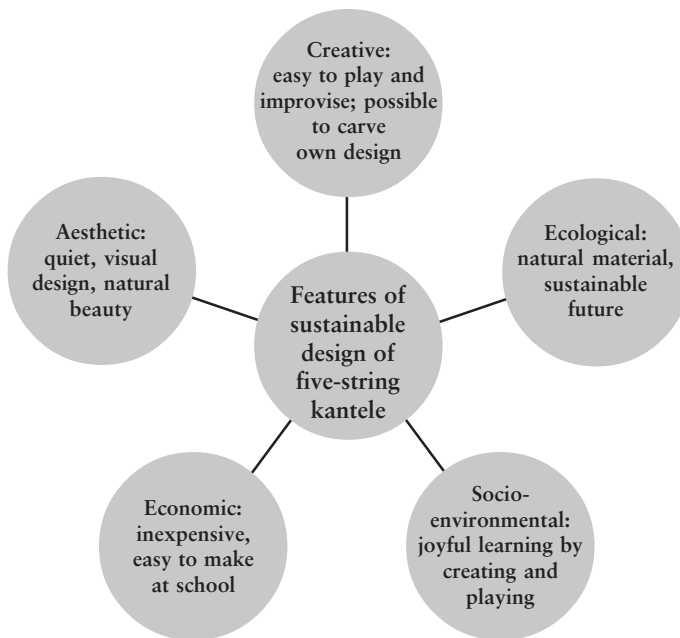 Creative:
easy to play and
improvise; possible
to carve
own design
Aesthetic:
quiet, visual
design, natural
beauty
Ecological:
natural material,
sustainable
future
Features of
sustainable
design of
five-string
kantele
Economic:
inexpensive,
easy to make
at school
Socio-
environmental:
joyful learning by
creating and
playing